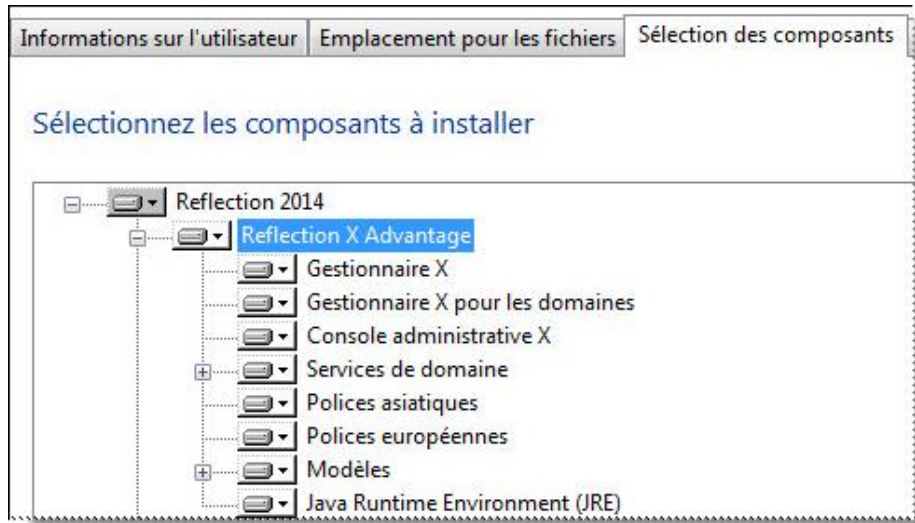 Informations sur l'utilisateur Emplacement pour les fichiers Sélection des composants
Sélectionnez les composants à installer
Reflection 2014
Reflection X Advantage
Gestionnaire X
Gestionnaire X pour les domaines
Console administrative X
Services de domaine
Polices asiatiques
Polices européennes
Modèles
Java Runtime Environment (JRE)